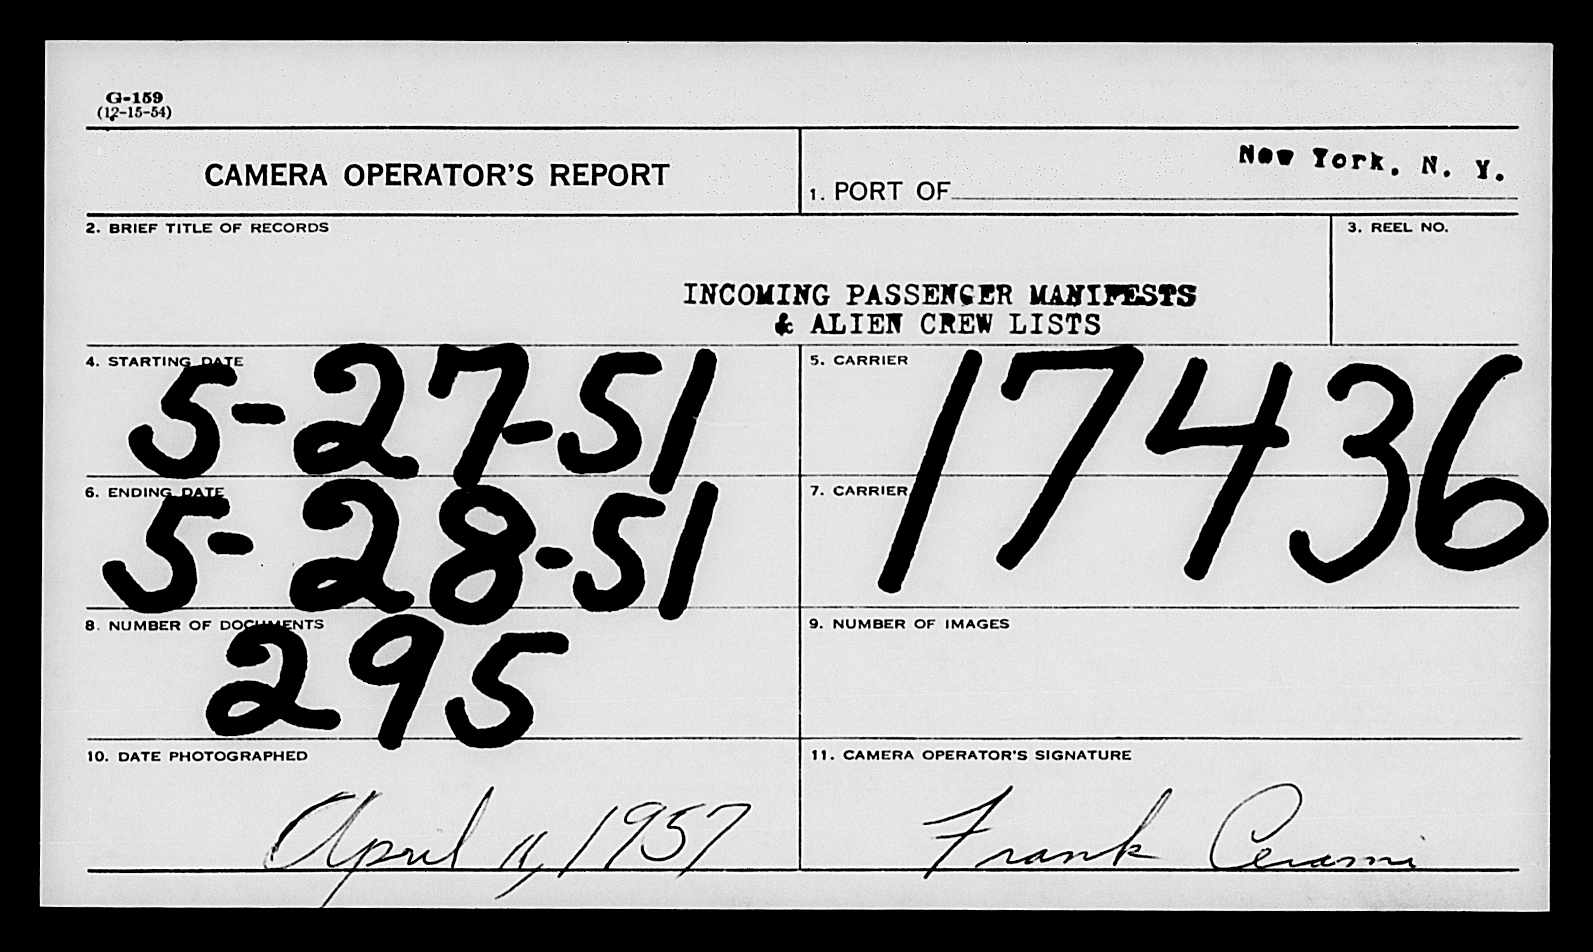 G-159
(12-15-54)
CAMERA OPERATOR'S REPORT
1. PORT OF New York, N. Y.
2. BRIEF TITLE OF RECORDS
3. REEL NO.
INCOMING PASSENGER MANIFESTS
& ALIEN CREW LISTS
4. STARTING DATE
5-27-51
5. CARRIER
17436
6. ENDING DATE
5-28-51
7. CARRIER
8. NUMBER OF DOCUMENTS
295
9. NUMBER OF IMAGES
10. DATE PHOTOGRAPHED
April 11, 1957
11. CAMERA OPERATOR'S SIGNATURE
Frank Cerami